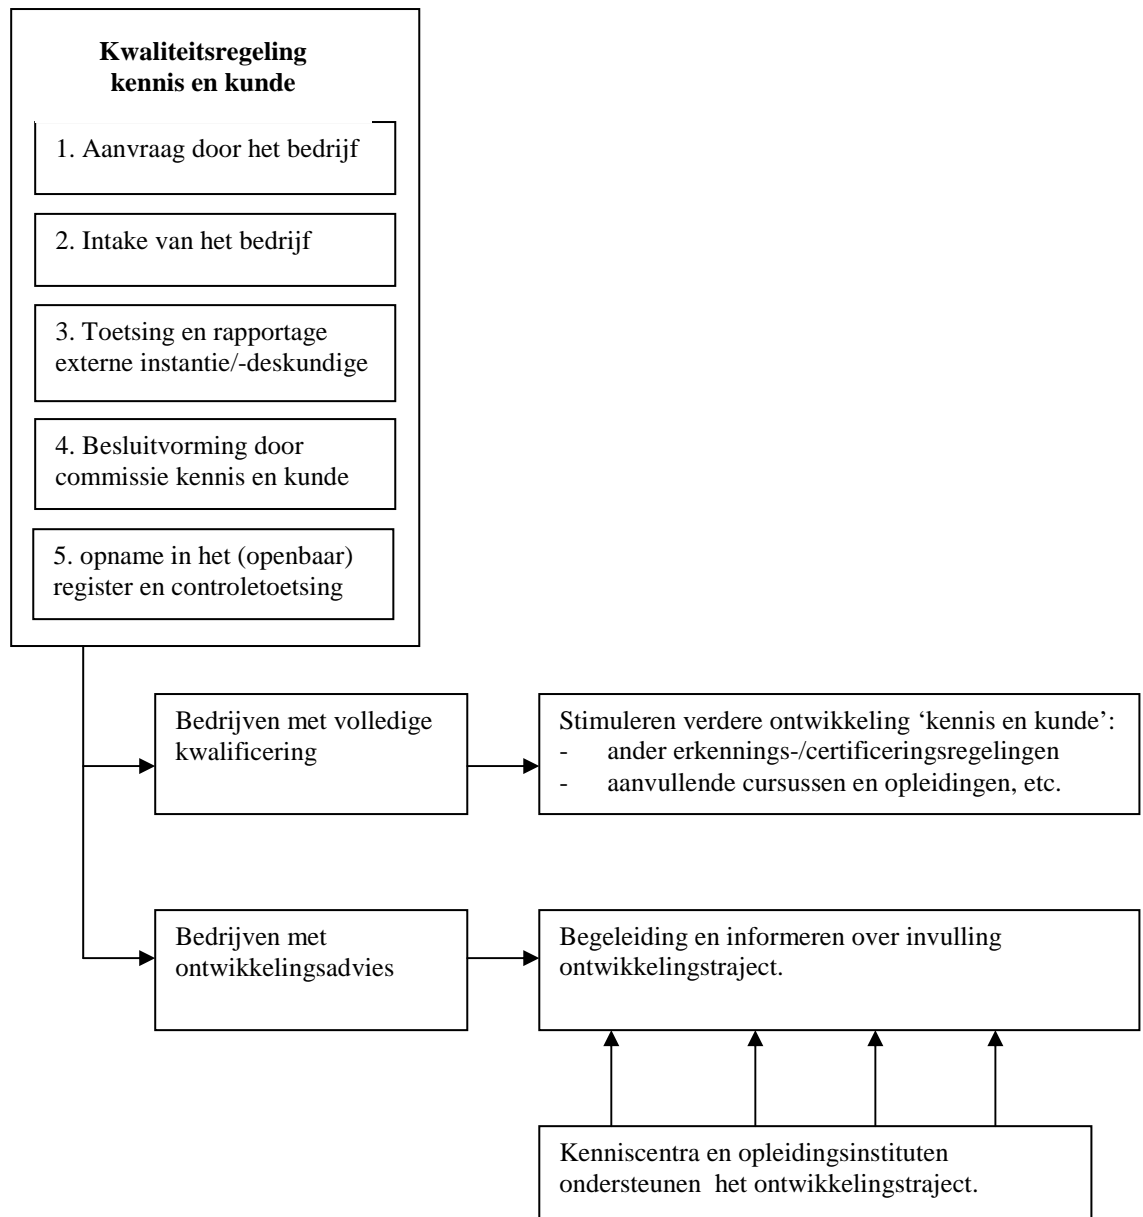 Kwaliteitsregeling
kennis en kunde
1. Aanvraag door het bedrijf
2. Intake van het bedrijf
3. Toetsing en rapportage
externe instantie/-deskundige
4. Besluitvorming door
commissie kennis en kunde
5. opname in het (openbaar)
register en controletoetsing
Bedrijven met volledige
kwalificering
Stimuleren verdere ontwikkeling ‘kennis en kunde’:
- ander erkennings-/certificeringsregelingen
- aanvullende cursussen en opleidingen, etc.
Bedrijven met
ontwikkelingsadvies
Begeleiding en informeren over invulling
ontwikkelingstraject.
Kenniscentra en opleidingsinstituten
ondersteunen het ontwikkelingstraject.